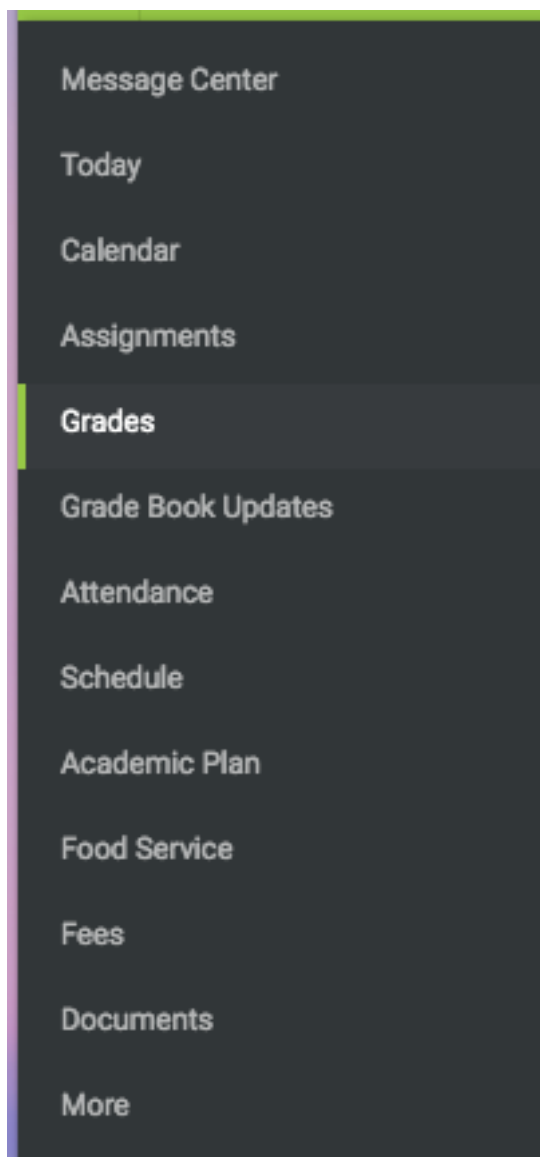 Message Center
Today
Calendar
Assignments
Grades
Grade Book Updates
Attendance
Schedule
Academic Plan
Food Service
Fees
Documents
More